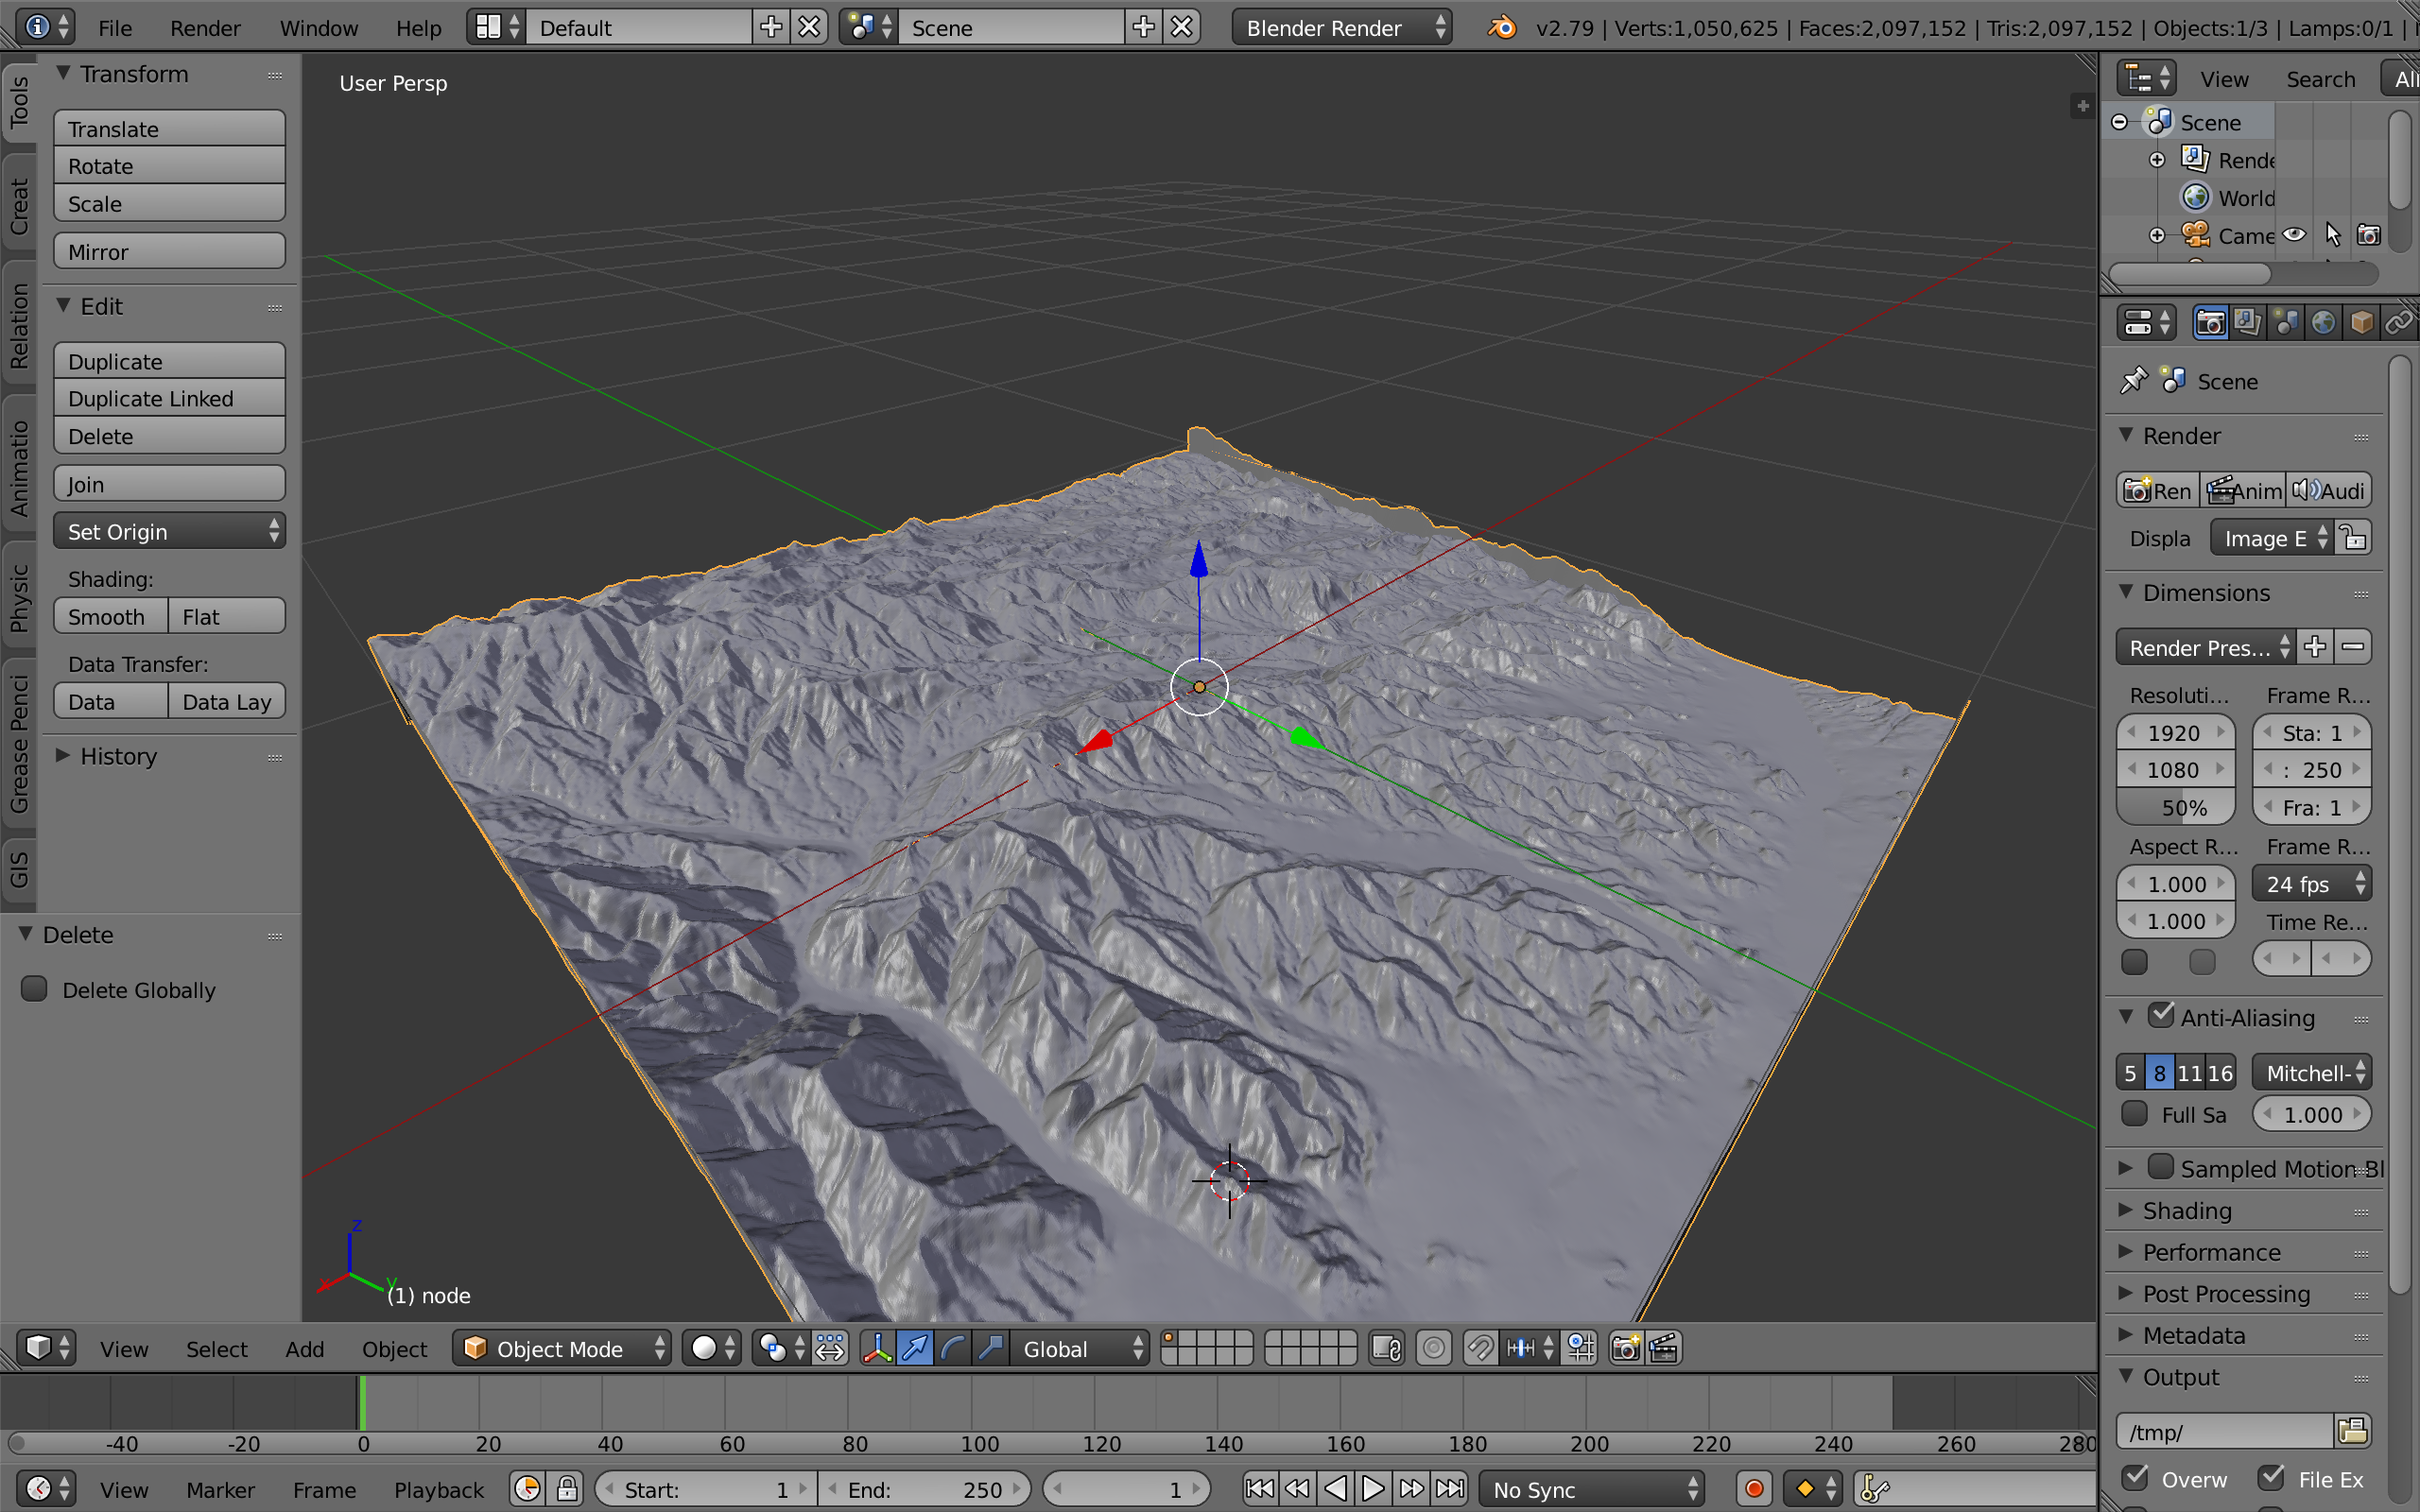 File Render Window Help Default Scene Blender Render v2.79 | Verts:1,050,625 | Faces:2,097,152 | Tris:2,097,152 | Objects:1/3 | Lamps:0/1 |
Tools
Creat
Relation
Animatio
Physic
Grease Penci
GIS
Transform
Translate
Rotate
Scale
Mirror
Edit
Duplicate
Duplicate Linked
Delete
Join
Set Origin
Shading:
Smooth Flat
Data Transfer:
Data Data Lay
History
Delete
Delete Globally
User Persp
z
x
y
(1) node
View Search All
Scene
Rende
World
Came
Scene
Render
Ren Anim Audi
Displa Image E
Dimensions
Render Pres...
Resoluti... Frame R...
1920 Sta: 1
1080 : 250
50% Fra: 1
Aspect R... Frame R...
1.000 24 fps
1.000 Time Re...
Anti-Aliasing
5 8 11 16 Mitchell-
Full Sa 1.000
Sampled Motion Bl
Shading
Performance
Post Processing
Metadata
Output
/tmp/
Overw File Ex
View Select Add Object Object Mode Global
-40 -20 0 20 40 60 80 100 120 140 160 180 200 220 240 260 280
View Marker Frame Playback Start: 1 End: 250 1 No Sync